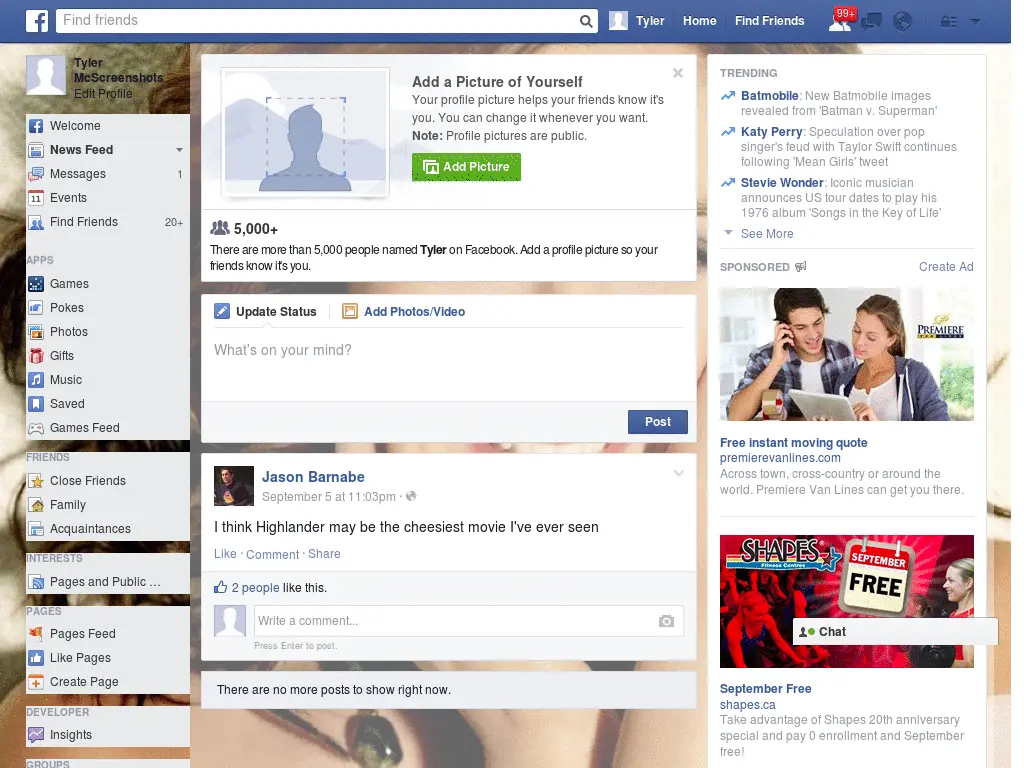 Find friends
Tyler
Home
Find Friends
99+
Tyler
McScreenshots
Edit Profile
Welcome
News Feed
Messages 1
11 Events
Find Friends 20+
APPS
Games
Pokes
Photos
Gifts
Music
Saved
Games Feed
FRIENDS
Close Friends
Family
Acquaintances
INTERESTS
Pages and Public ...
PAGES
Pages Feed
Like Pages
Create Page
DEVELOPER
Insights
GROUPS
Add a Picture of Yourself
Your profile picture helps your friends know it's
you. You can change it whenever you want.
Note: Profile pictures are public.
Add Picture
5,000+
There are more than 5,000 people named Tyler on Facebook. Add a profile picture so your
friends know it's you.
Update Status
Add Photos/Video
What's on your mind?
Post
Jason Barnabe
September 5 at 11:03pm ·
I think Highlander may be the cheesiest movie I've ever seen
Like · Comment · Share
2 people like this.
Write a comment...
Press Enter to post.
There are no more posts to show right now.
TRENDING
Batmobile: New Batmobile images
revealed from 'Batman v. Superman'
Katy Perry: Speculation over pop
singer's feud with Taylor Swift continues
following 'Mean Girls' tweet
Stevie Wonder: Iconic musician
announces US tour dates to play his
1976 album 'Songs in the Key of Life'
See More
SPONSORED
Create Ad
PREMIERE
VAN LINES
Free instant moving quote
premierevanlines.com
Across town, cross-country or around the
world. Premiere Van Lines can get you there.
SHAPES
Fitness Centres
SEPTEMBER
FREE
Chat
September Free
shapes.ca
Take advantage of Shapes 20th anniversary
special and pay 0 enrollment and September
free!